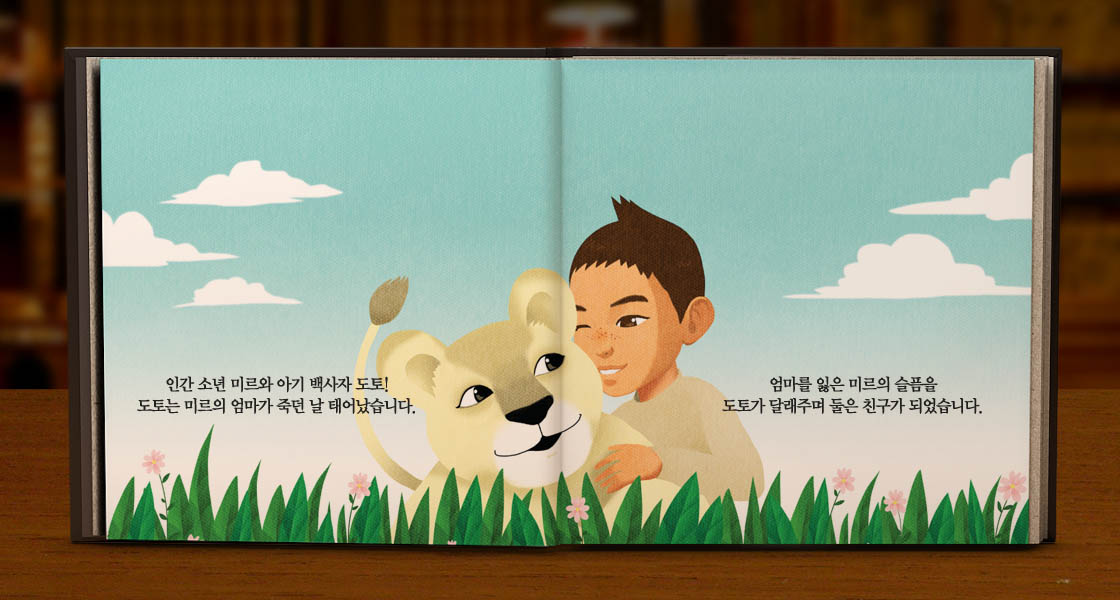 인간 소년 미르와 아기 백사자 도토!
도토는 미르의 엄마가 죽던 날 태어났습니다.
엄마를 잃은 미르의 슬픔을
도토가 달래주며 둘은 친구가 되었습니다.